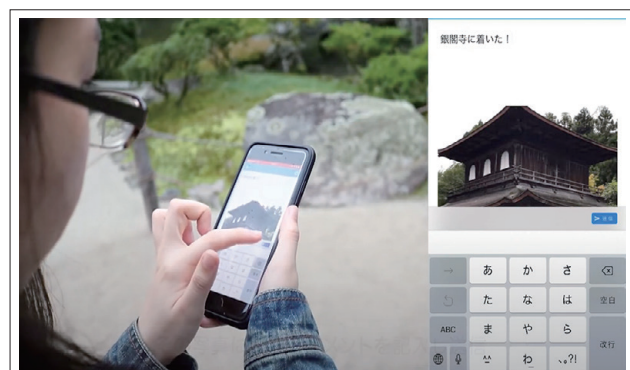 銀閣寺に着いた！
→ あ か さ
た な は 空白
ABC ま や ら 改行
^^ わ 、。?!